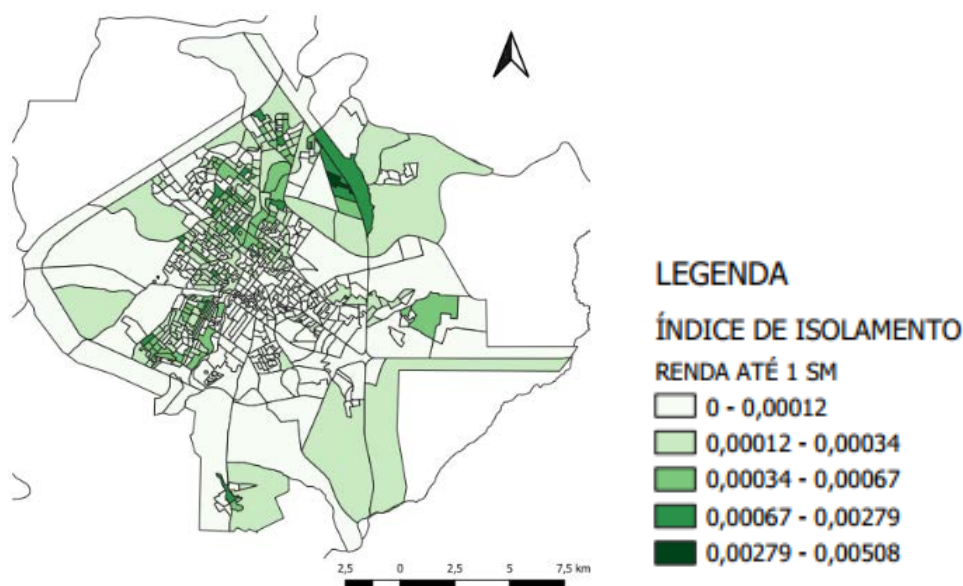 LEGENDA
ÍNDICE DE ISOLAMENTO
RENDA ATÉ 1 SM
0 - 0,00012
0,00012 - 0,00034
0,00034 - 0,00067
0,00067 - 0,00279
0,00279 - 0,00508
2,5 0 2,5 5 7,5 km